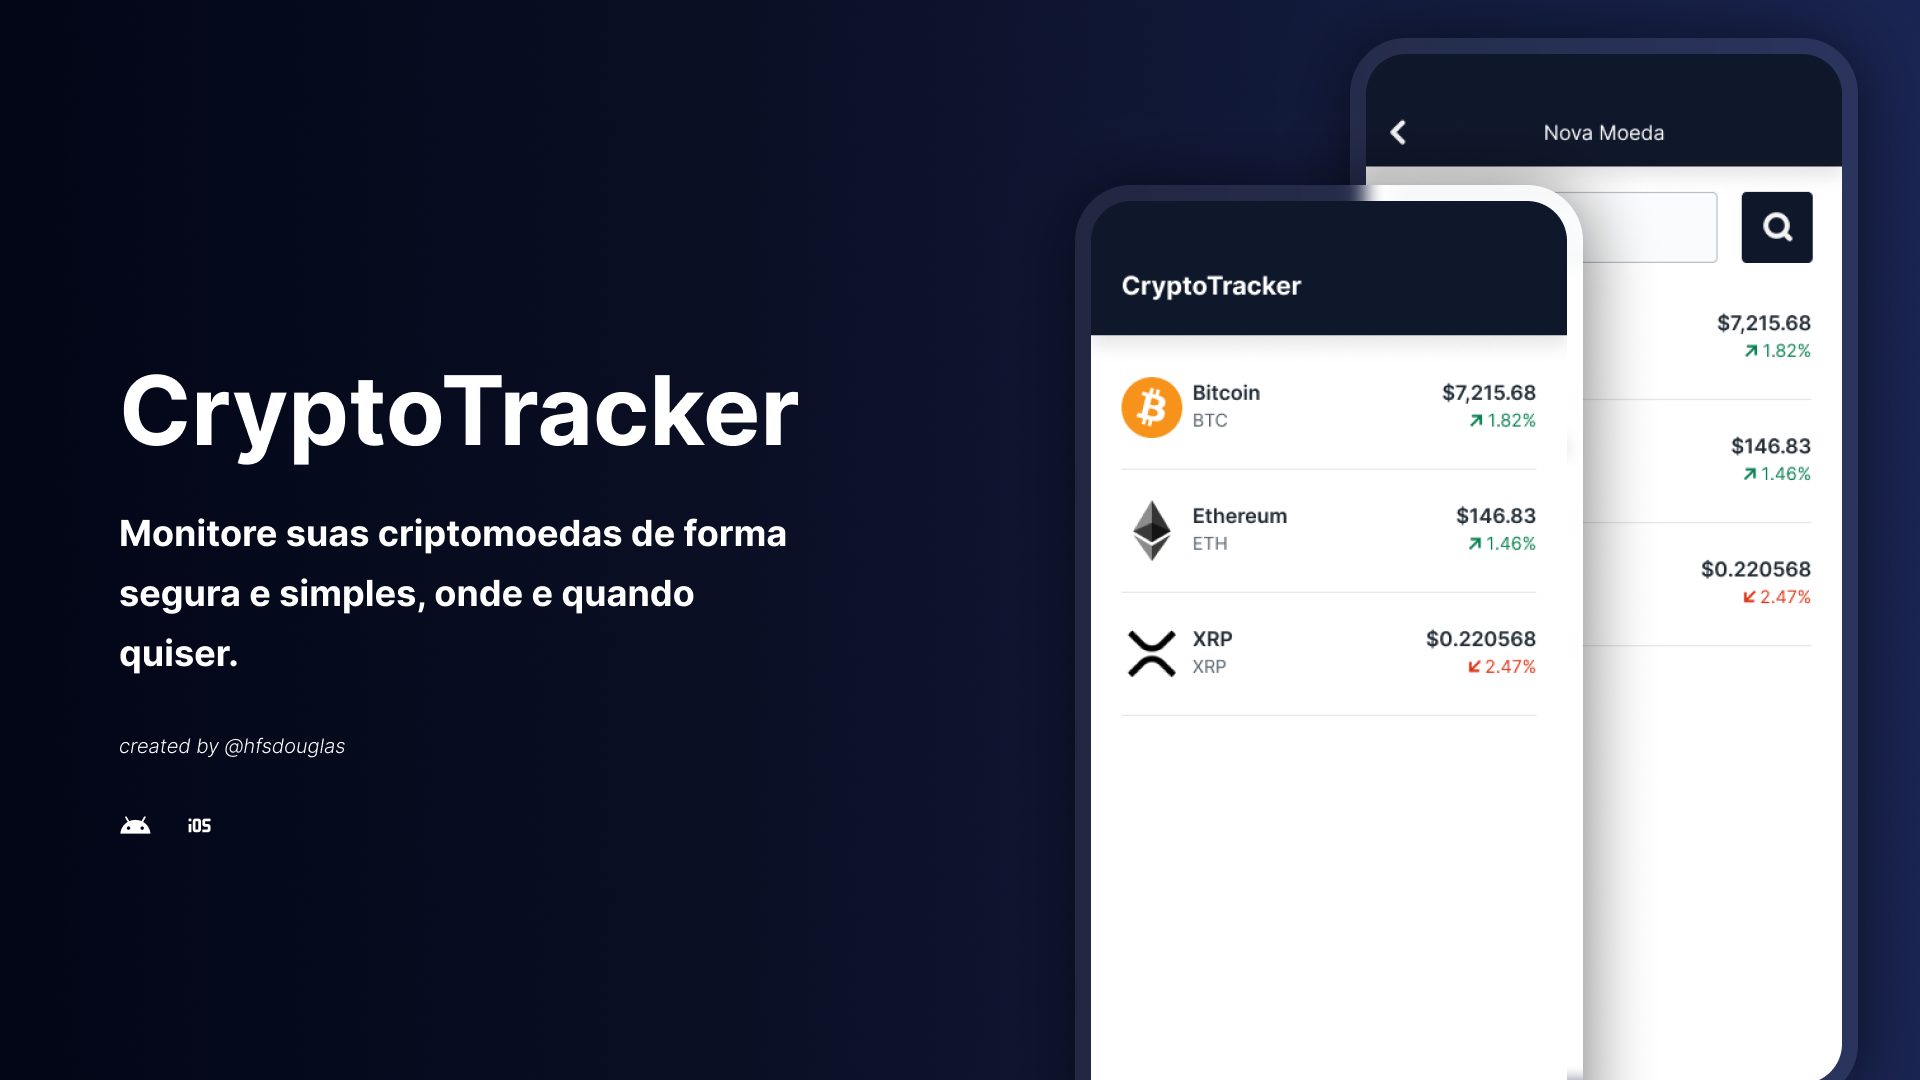 CryptoTracker
Monitore suas criptomoedas de forma
segura e simples, onde e quando
quiser.
created by @hfsdouglas
iOS
CryptoTracker
Bitcoin
BTC
$7,215.68
1.82%
Ethereum
ETH
$146.83
1.46%
XRP
XRP
$0.220568
2.47%
Nova Moeda
$7,215.68
1.82%
$146.83
1.46%
$0.220568
2.47%